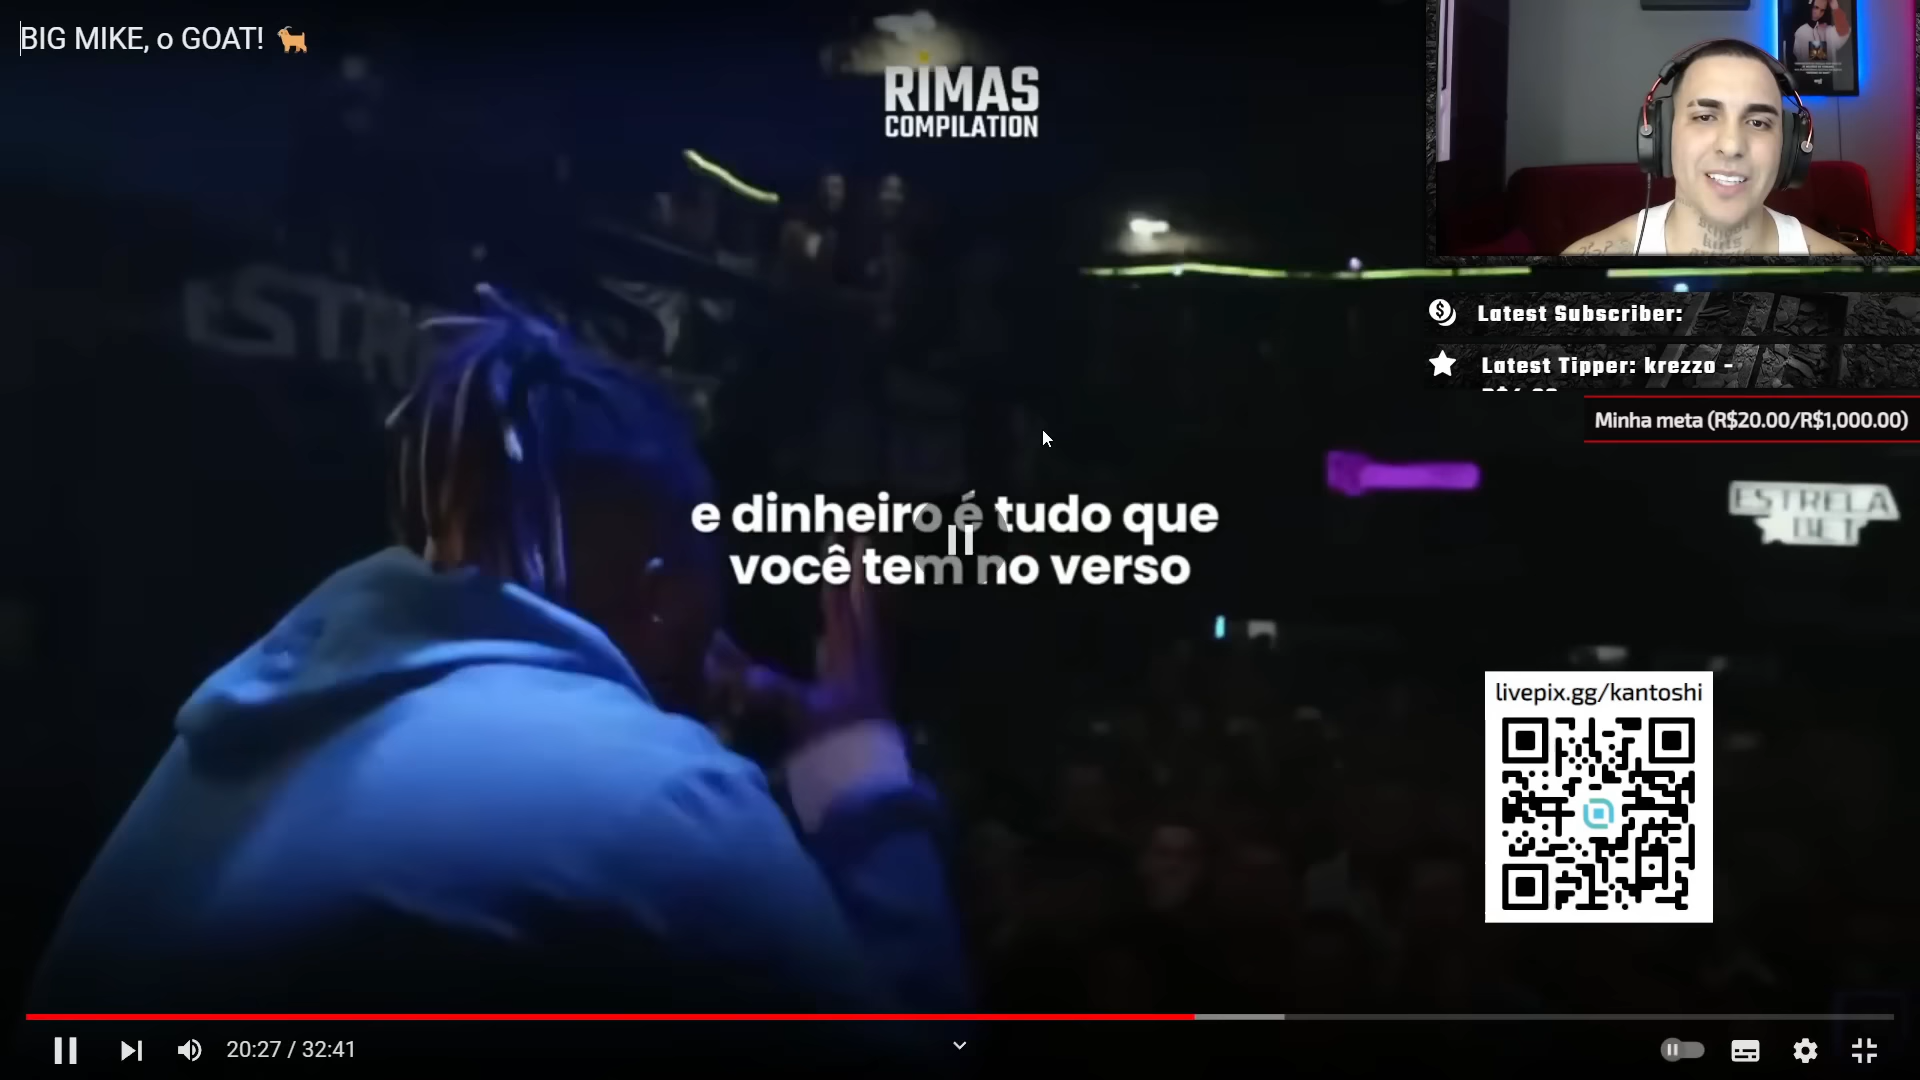 BIG MIKE, o GOAT!
RIMAS
COMPILATION
Latest Subscriber:
Latest Tipper: krezzo -
Minha meta (R$20.00/R$1,000.00)
ESTRELA
BET
e dinheiro é tudo que
você tem no verso
livepix.gg/kantoshi
20:27 / 32:41